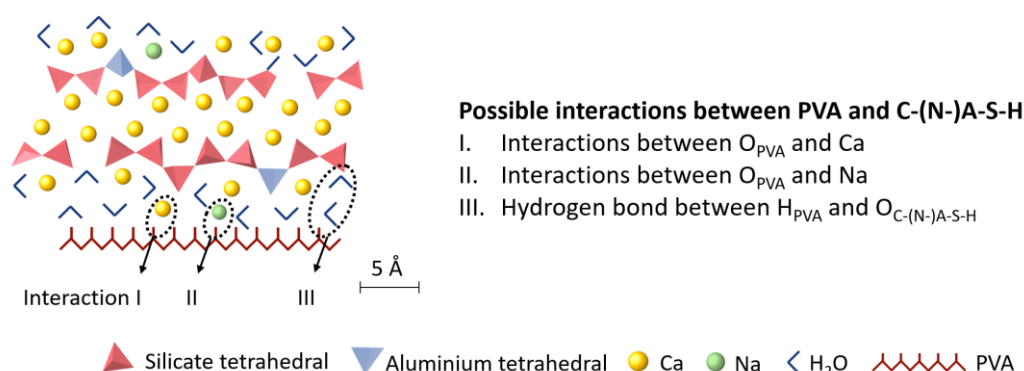 Possible interactions between PVA and C-(N-)A-S-H
I. Interactions between OPVA and Ca
II. Interactions between OPVA and Na
III. Hydrogen bond between HPVA and OC-(N-)A-S-H
5 Å
Interaction I II III
Silicate tetrahedral Aluminium tetrahedral Ca Na H2O PVA